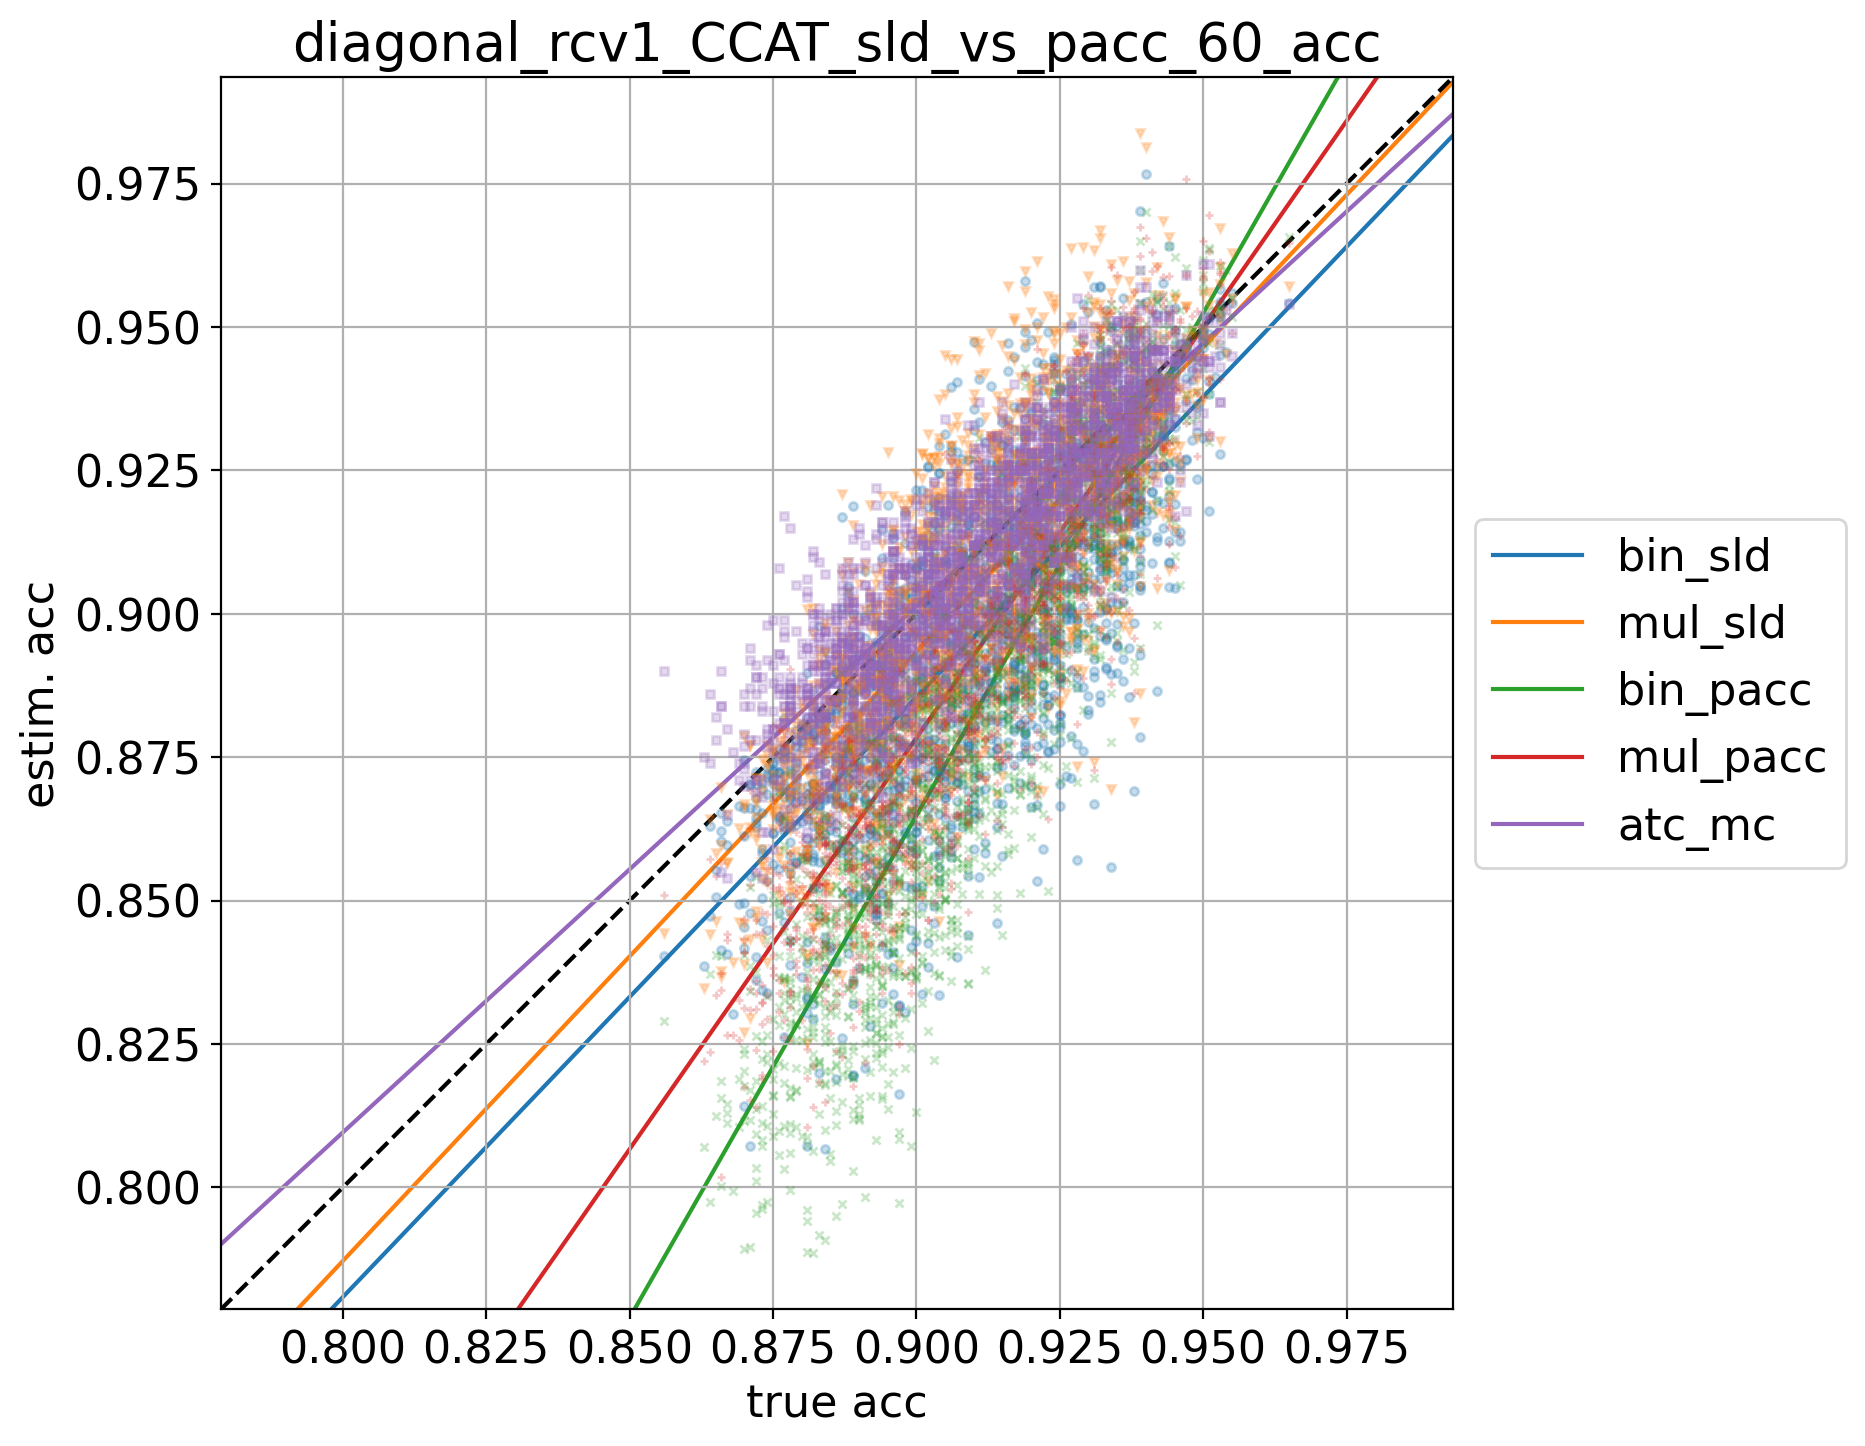 diagonal_rcv1_CCAT_sld_vs_pacc_60_acc
estim. acc
0.975
0.950
0.925
0.900
0.875
0.850
0.825
0.800
0.800 0.825 0.850 0.875 0.900 0.925 0.950 0.975
true acc
bin_sld
mul_sld
bin_pacc
mul_pacc
atc_mc